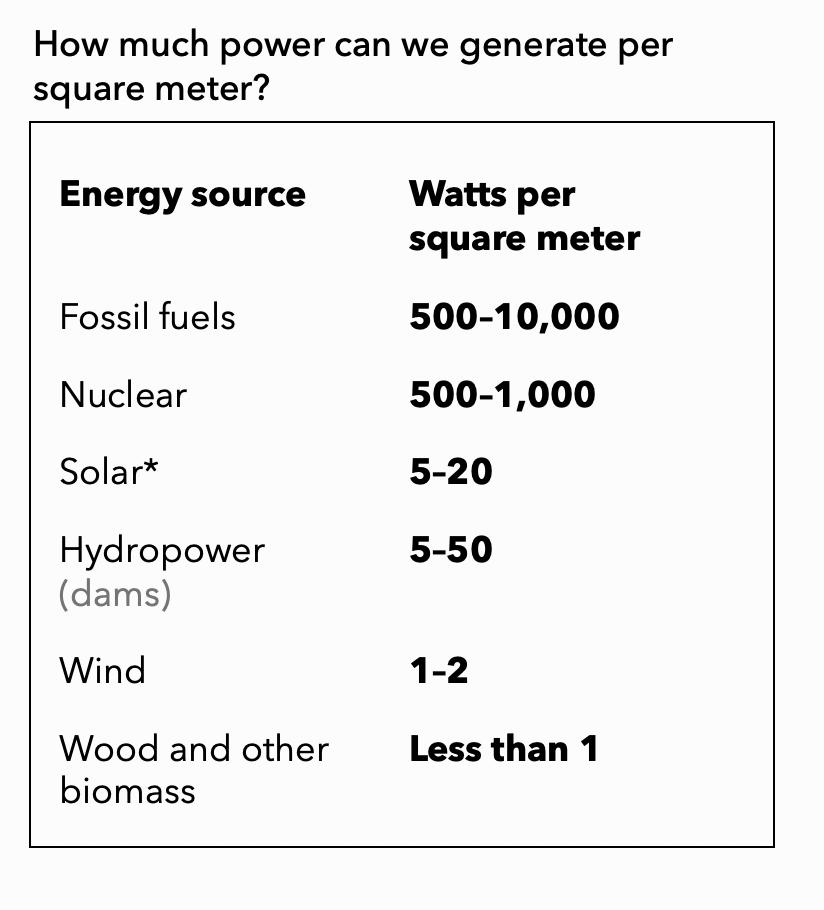 How much power can we generate per
square meter?
Energy source
Watts per
square meter
Fossil fuels
500–10,000
Nuclear
500–1,000
Solar*
5–20
Hydropower
(dams)
5–50
Wind
1–2
Wood and other
biomass
Less than 1